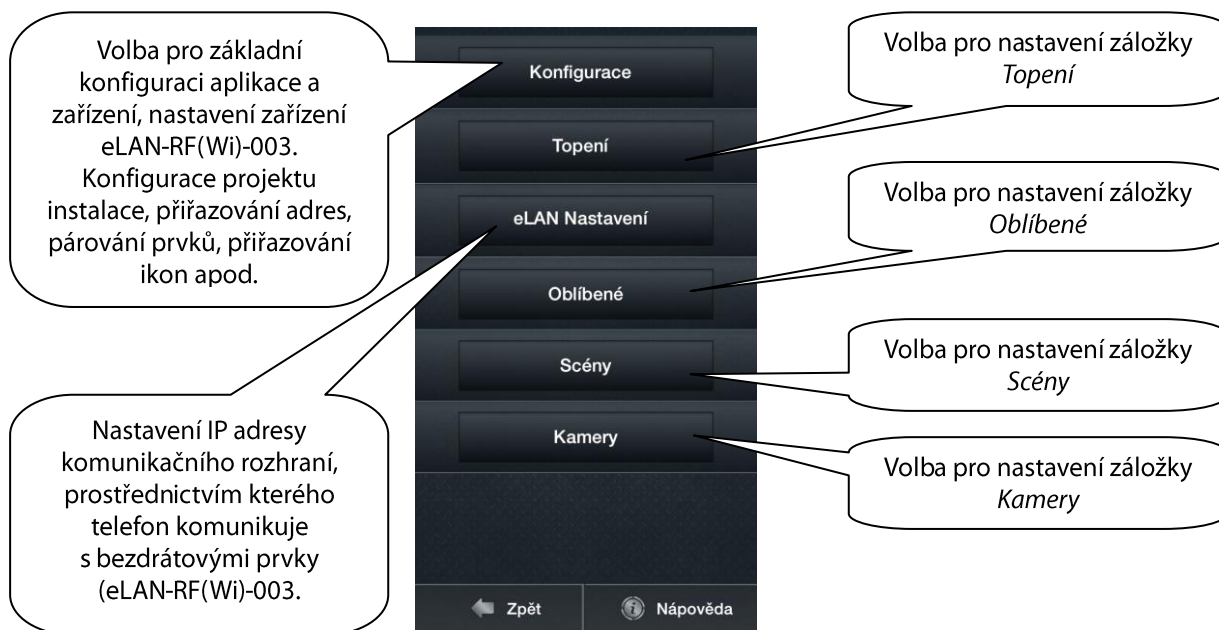 Volba pro základní
konfiguraci aplikace a
zařízení, nastavení zařízení
eLAN-RF(Wi)-003.
Konfigurace projektu
instalace, přiřazování adres,
párování prvků, přiřazování
ikon apod.
Nastavení IP adresy
komunikačního rozhraní,
prostřednictvím kterého
telefon komunikuje
s bezdrátovými prvky
(eLAN-RF(Wi)-003.
Konfigurace
Topení
eLAN Nastavení
Oblíbené
Scény
Kamery
Zpět
Nápověda
Volba pro nastavení záložky
Topení
Volba pro nastavení záložky
Oblíbené
Volba pro nastavení záložky
Scény
Volba pro nastavení záložky
Kamery